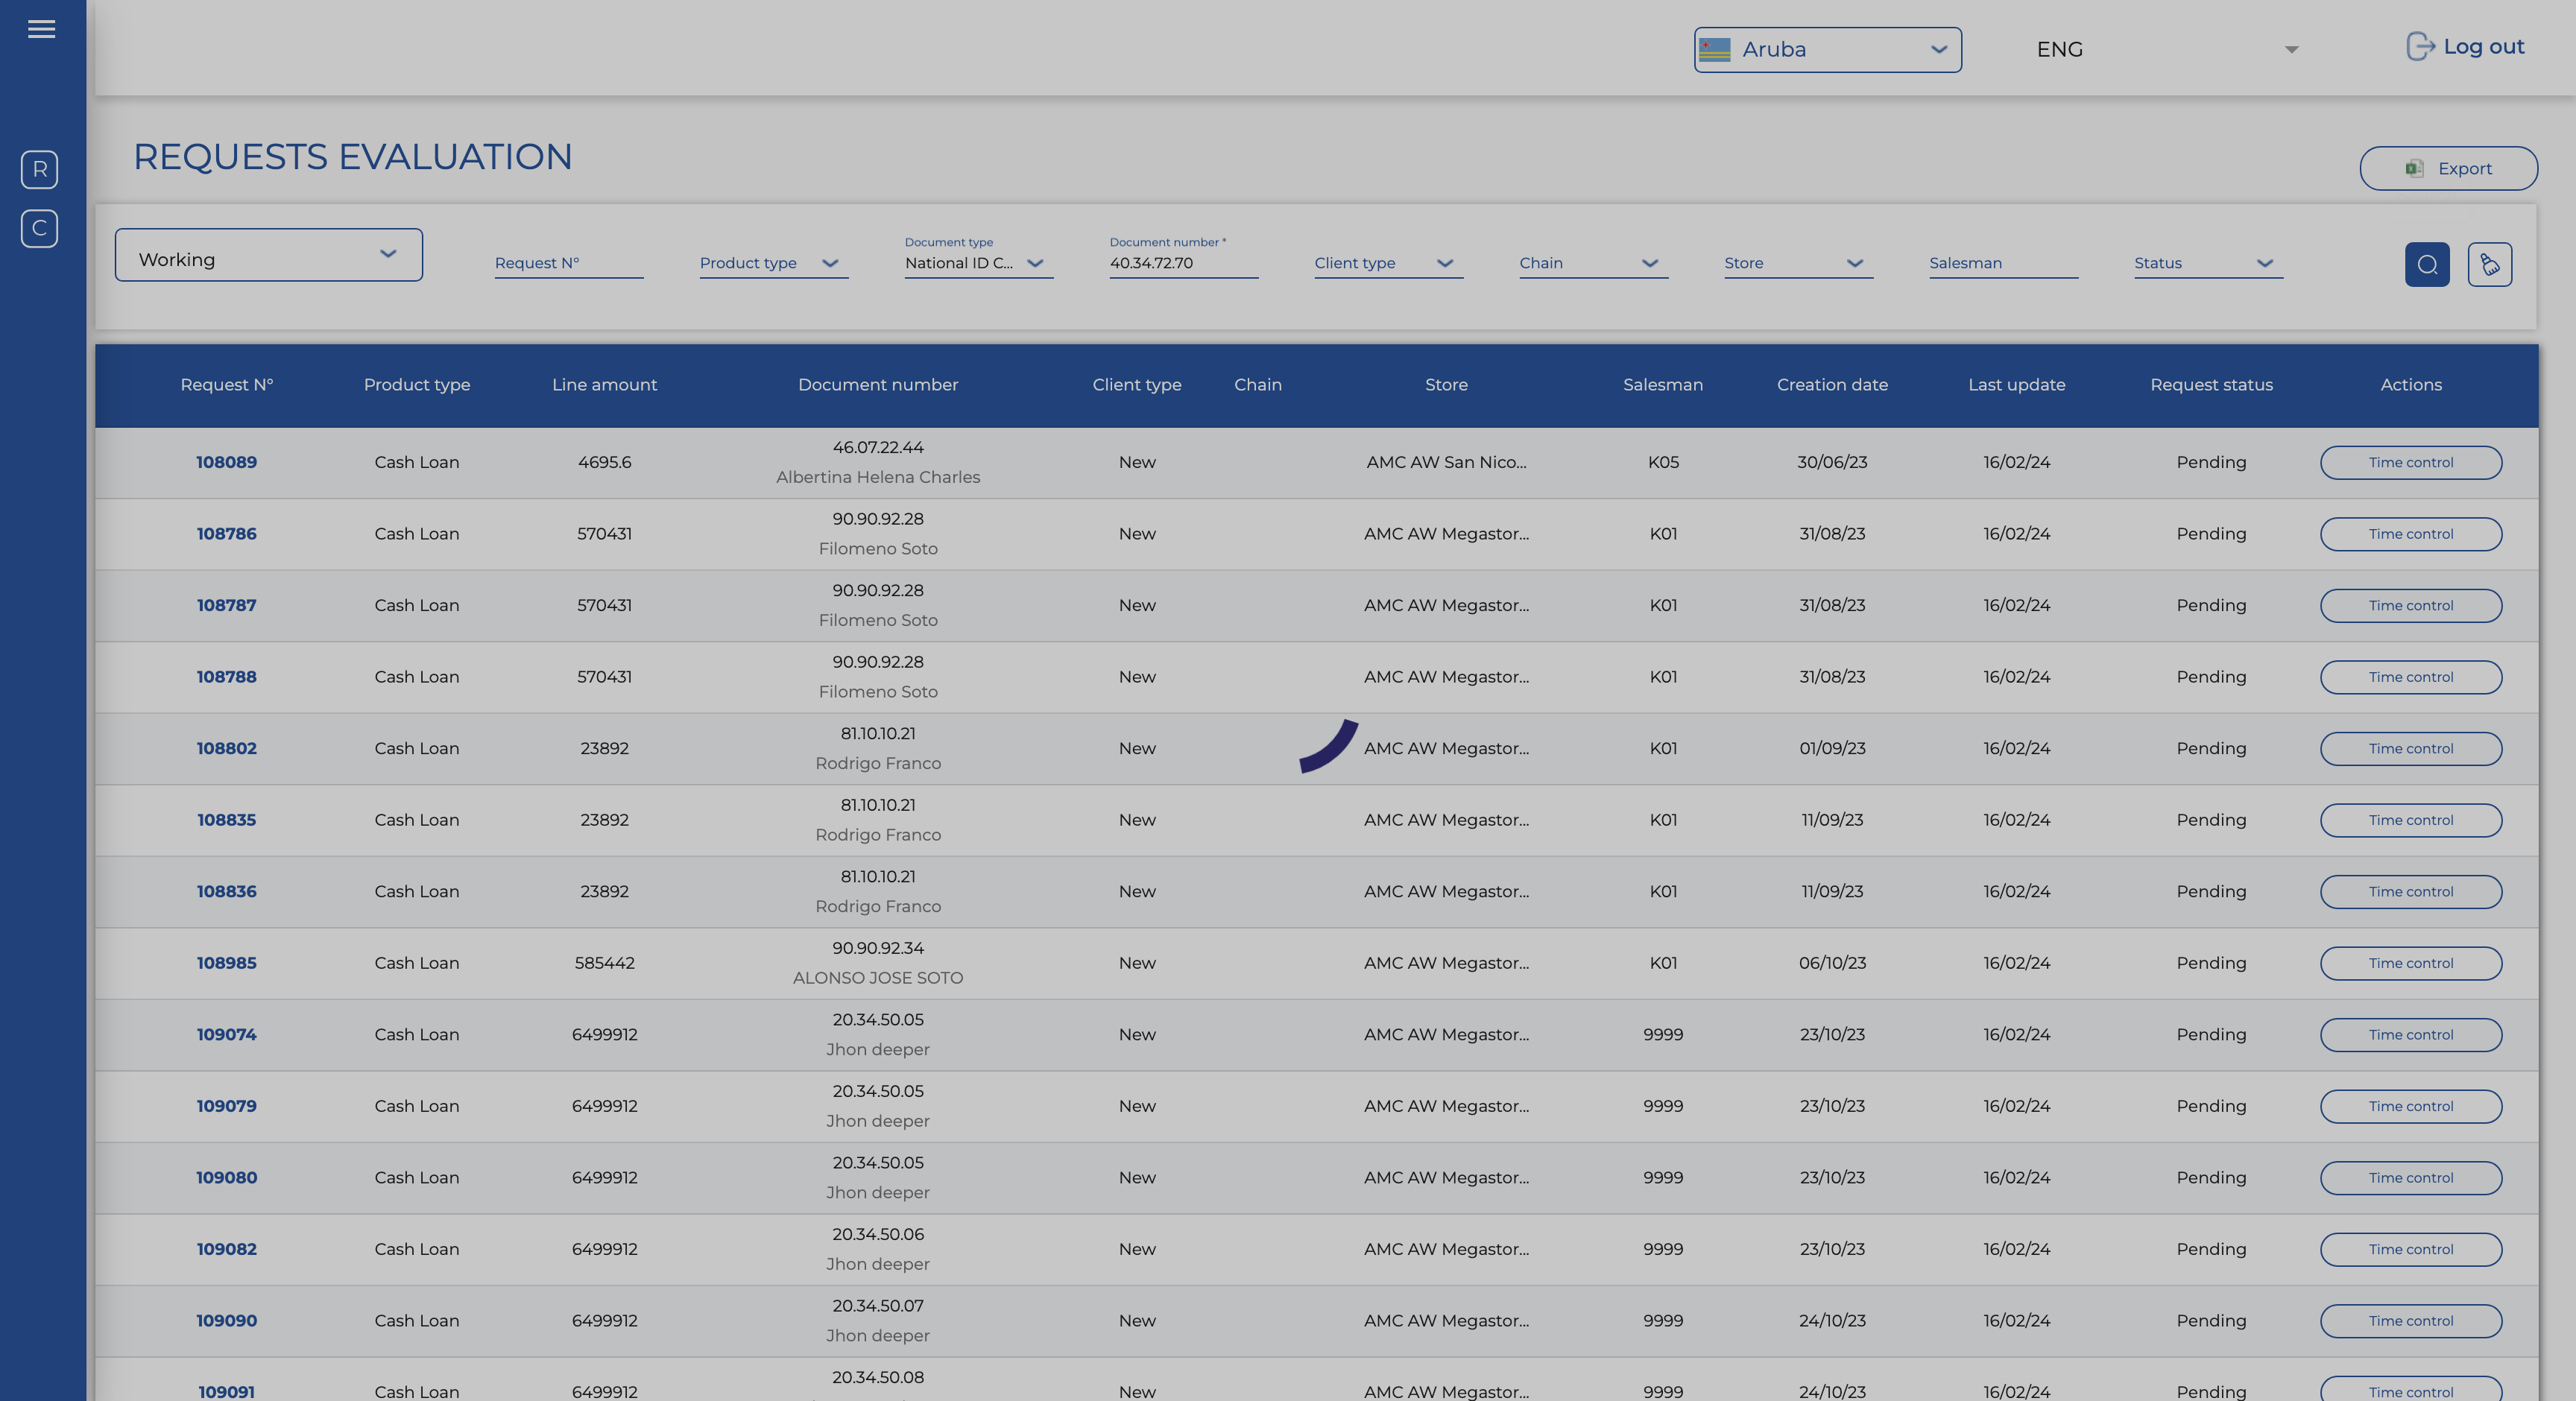 Aruba
ENG
Log out
R
C
REQUESTS EVALUATION
Export
Working
Request N°
Product type
Document type
National ID C...
Document number *
40.34.72.70
Client type
Chain
Store
Salesman
Status
Request N° Product type Line amount Document number Client type Chain Store Salesman Creation date Last update Request status Actions
108089 Cash Loan 4695.6 46.07.22.44 New AMC AW San Nico... K05 30/06/23 16/02/24 Pending Time control
Albertina Helena Charles
108786 Cash Loan 570431 90.90.92.28 New AMC AW Megastor... K01 31/08/23 16/02/24 Pending Time control
Filomeno Soto
108787 Cash Loan 570431 90.90.92.28 New AMC AW Megastor... K01 31/08/23 16/02/24 Pending Time control
Filomeno Soto
108788 Cash Loan 570431 90.90.92.28 New AMC AW Megastor... K01 31/08/23 16/02/24 Pending Time control
Filomeno Soto
108802 Cash Loan 23892 81.10.10.21 New AMC AW Megastor... K01 01/09/23 16/02/24 Pending Time control
Rodrigo Franco
108835 Cash Loan 23892 81.10.10.21 New AMC AW Megastor... K01 11/09/23 16/02/24 Pending Time control
Rodrigo Franco
108836 Cash Loan 23892 81.10.10.21 New AMC AW Megastor... K01 11/09/23 16/02/24 Pending Time control
Rodrigo Franco
108985 Cash Loan 585442 90.90.92.34 New AMC AW Megastor... K01 06/10/23 16/02/24 Pending Time control
ALONSO JOSE SOTO
109074 Cash Loan 6499912 20.34.50.05 New AMC AW Megastor... 9999 23/10/23 16/02/24 Pending Time control
Jhon deeper
109079 Cash Loan 6499912 20.34.50.05 New AMC AW Megastor... 9999 23/10/23 16/02/24 Pending Time control
Jhon deeper
109080 Cash Loan 6499912 20.34.50.05 New AMC AW Megastor... 9999 23/10/23 16/02/24 Pending Time control
Jhon deeper
109082 Cash Loan 6499912 20.34.50.06 New AMC AW Megastor... 9999 23/10/23 16/02/24 Pending Time control
Jhon deeper
109090 Cash Loan 6499912 20.34.50.07 New AMC AW Megastor... 9999 24/10/23 16/02/24 Pending Time control
Jhon deeper
109091 Cash Loan 6499912 20.34.50.08 New AMC AW Megastor... 9999 24/10/23 16/02/24 Pending Time control